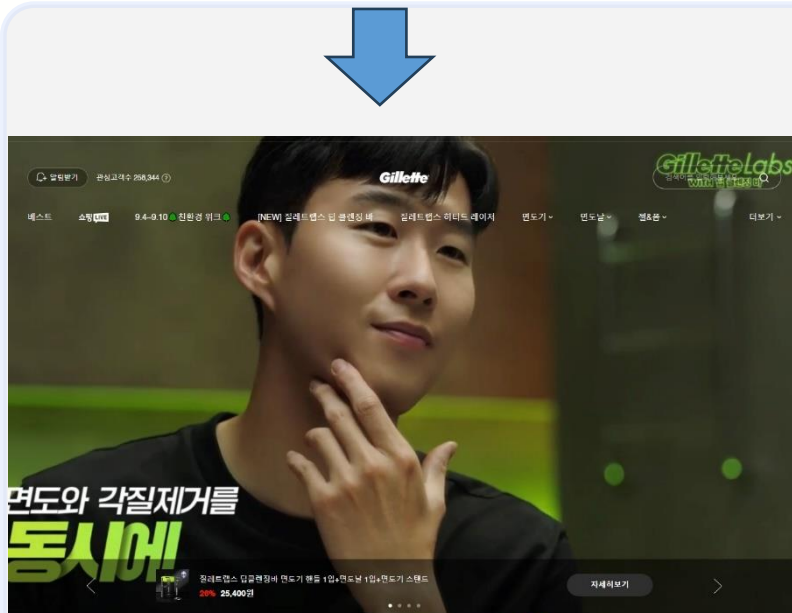 알림받기 관심고객수 258,344
Gillette
GilletteLabs
베스트 쇼핑LIVE 9.4-9.10 친환경 위크 [NEW] 질레트랩스 딥 클렌징 바 질레트랩스 히티드 레이저 면도기 면도날 젤&폼 더보기
면도와 각질제거를
동시에
질레트랩스 딥클렌징바 면도기 핸들 1입+면도날 1입+면도기 스탠드
26% 25,400원
자세히보기